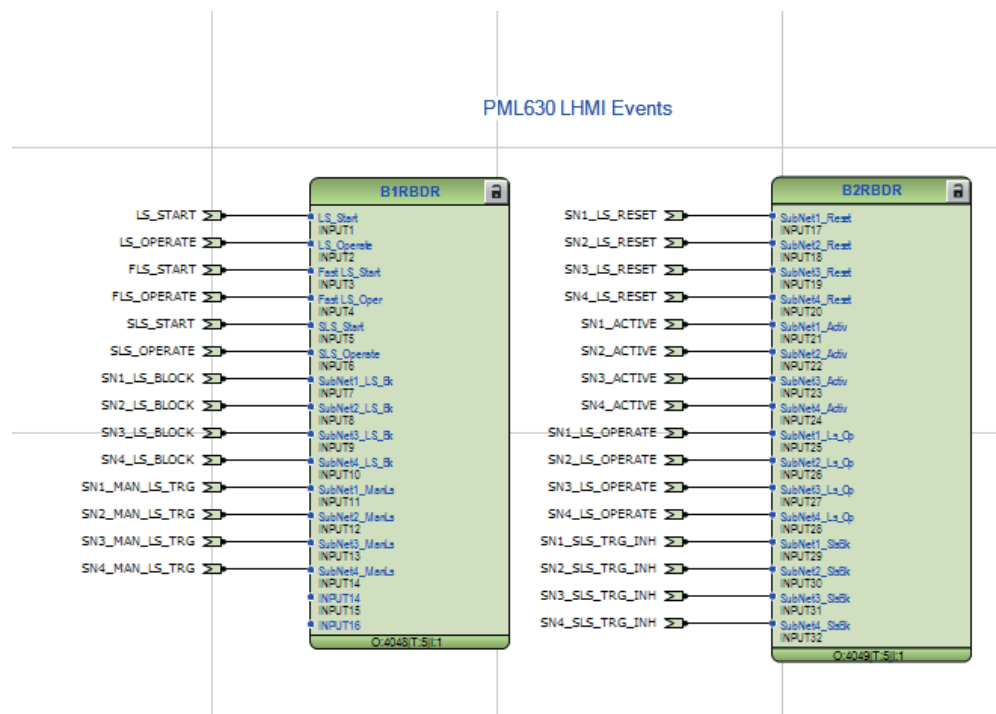 PML630 LHMI Events
B1RBDR
LS_START
LS_Start
INPUT1
LS_OPERATE
LS_Operate
INPUT2
FLS_START
Fast LS_Start
INPUT3
FLS_OPERATE
Fast LS_Oper
INPUT4
SLS_START
SLS_Start
INPUT5
SLS_OPERATE
SLS_Operate
INPUT6
SN1_LS_BLOCK
SubNet1_LS_Bk
INPUT7
SN2_LS_BLOCK
SubNet2_LS_Bk
INPUT8
SN3_LS_BLOCK
SubNet3_LS_Bk
INPUT9
SN4_LS_BLOCK
SubNet4_LS_Bk
INPUT10
SN1_MAN_LS_TRG
SubNet1_ManLs
INPUT11
SN2_MAN_LS_TRG
SubNet2_ManLs
INPUT12
SN3_MAN_LS_TRG
SubNet3_ManLs
INPUT13
SN4_MAN_LS_TRG
SubNet4_ManLs
INPUT14
INPUT14
INPUT15
INPUT16
O:4048|T:5|I:1
B2RBDR
SN1_LS_RESET
SubNet1_Reset
INPUT17
SN2_LS_RESET
SubNet2_Reset
INPUT18
SN3_LS_RESET
SubNet3_Reset
INPUT19
SN4_LS_RESET
SubNet4_Reset
INPUT20
SN1_ACTIVE
SubNet1_Activ
INPUT21
SN2_ACTIVE
SubNet2_Activ
INPUT22
SN3_ACTIVE
SubNet3_Activ
INPUT23
SN4_ACTIVE
SubNet4_Activ
INPUT24
SN1_LS_OPERATE
SubNet1_Ls_Op
INPUT25
SN2_LS_OPERATE
SubNet2_Ls_Op
INPUT26
SN3_LS_OPERATE
SubNet3_Ls_Op
INPUT27
SN4_LS_OPERATE
SubNet4_Ls_Op
INPUT28
SN1_SLS_TRG_INH
SubNet1_SlsBk
INPUT29
SN2_SLS_TRG_INH
SubNet2_SlsBk
INPUT30
SN3_SLS_TRG_INH
SubNet3_SlsBk
INPUT31
SN4_SLS_TRG_INH
SubNet4_SlsBk
INPUT32
O:4049|T:5|I:1